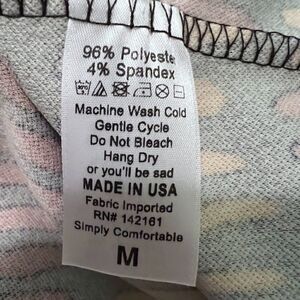 96% Polyeste
4% Spandex
Machine Wash Cold
Gentle Cycle
Do Not Bleach
Hang Dry
or you'll be sad
MADE IN USA
Fabric Imported
RN# 142161
Simply Comfortable
M